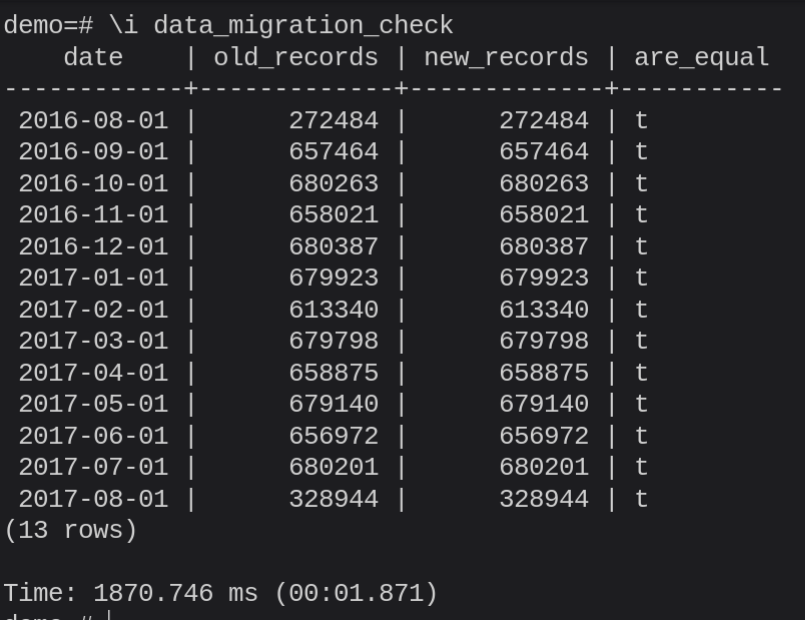 demo=# \i data_migration_check
    date    | old_records | new_records | are_equal
------------+-------------+-------------+-----------
 2016-08-01 |      272484 |      272484 | t
 2016-09-01 |      657464 |      657464 | t
 2016-10-01 |      680263 |      680263 | t
 2016-11-01 |      658021 |      658021 | t
 2016-12-01 |      680387 |      680387 | t
 2017-01-01 |      679923 |      679923 | t
 2017-02-01 |      613340 |      613340 | t
 2017-03-01 |      679798 |      679798 | t
 2017-04-01 |      658875 |      658875 | t
 2017-05-01 |      679140 |      679140 | t
 2017-06-01 |      656972 |      656972 | t
 2017-07-01 |      680201 |      680201 | t
 2017-08-01 |      328944 |      328944 | t
(13 rows)

Time: 1870.746 ms (00:01.871)